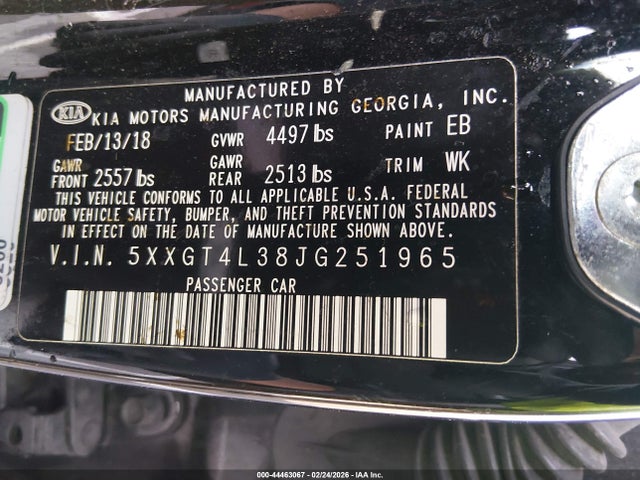 MANUFACTURED BY
KIA KIA MOTORS MANUFACTURING GEORGIA, INC.
FEB/13/18 GVWR 4497 lbs PAINT EB
GAWR FRONT 2557 lbs GAWR REAR 2513 lbs TRIM WK
THIS VEHICLE CONFORMS TO ALL APPLICABLE U.S.A. FEDERAL
MOTOR VEHICLE SAFETY, BUMPER, AND THEFT PREVENTION STANDARDS
IN EFFECT ON THE DATE OF MANUFACTURE SHOWN ABOVE.
V.I.N. 5XXGT4L38JG251965
PASSENGER CAR
000-44463067 - 02/24/2026 - IAA Inc.